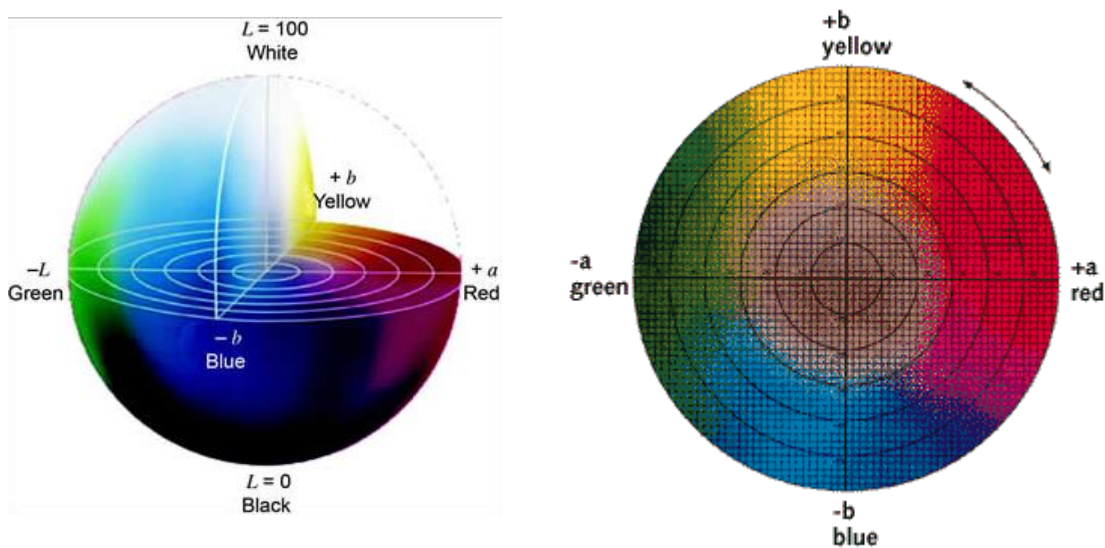 L = 100
White
+ b
Yellow
–L
Green
+ a
Red
– b
Blue
L = 0
Black
+b
yellow
-a
green
+a
red
-b
blue